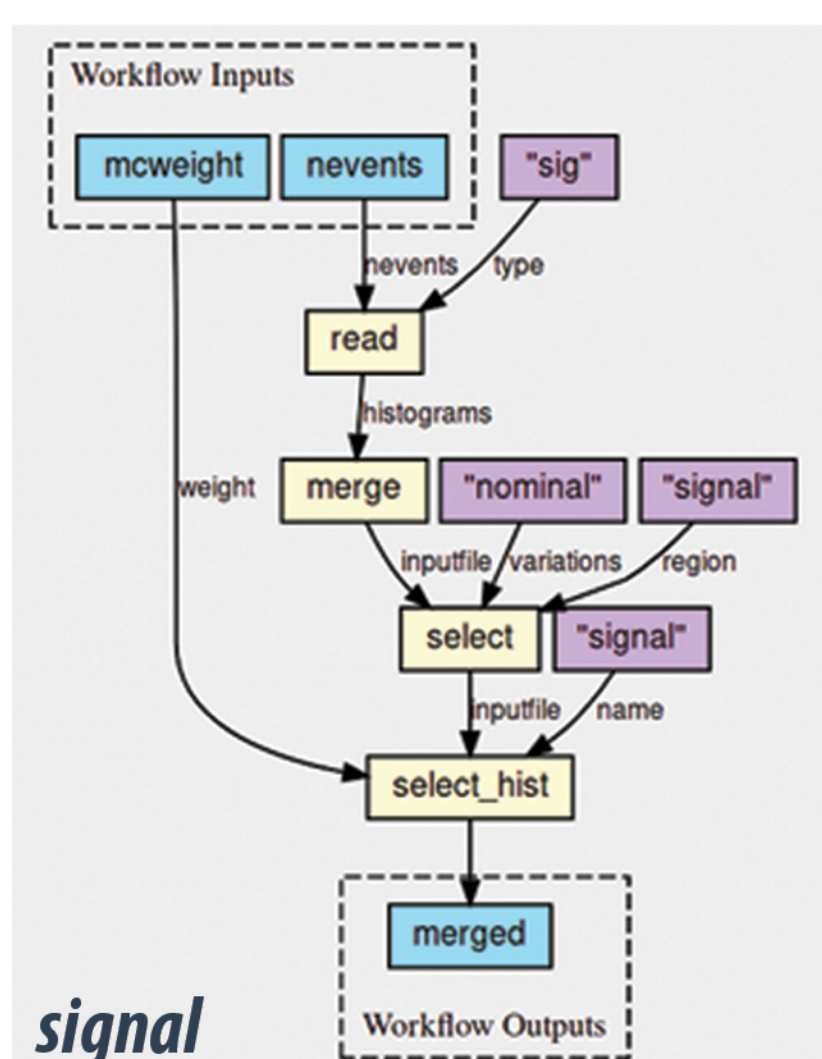 Workflow Inputs
mcweight nevents "sig"
nevents type
read
histograms
weight merge "nominal" "signal"
inputfile variations region
select "signal"
inputfile name
select_hist
merged
Workflow Outputs
signal